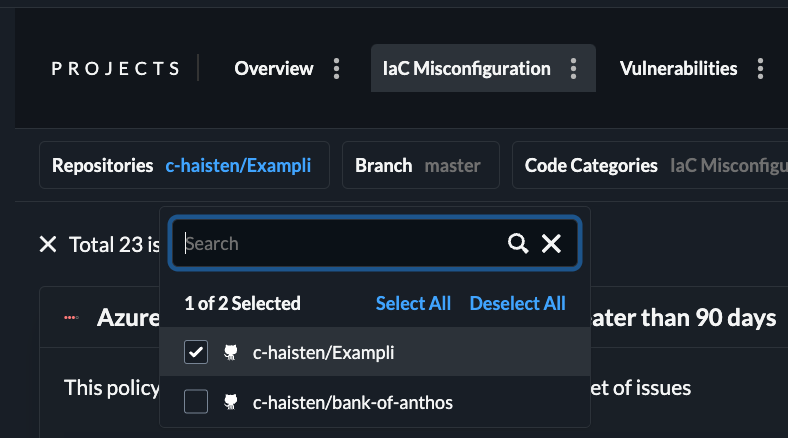 PROJECTS Overview IaC Misconfiguration Vulnerabilities
Repositories c-haisten/Exampli Branch master Code Categories IaC Misconfigu
Total 23 is
Search
1 of 2 Selected Select All Deselect All
Azure eater than 90 days
c-haisten/Exampli
This policy et of issues
c-haisten/bank-of-anthos